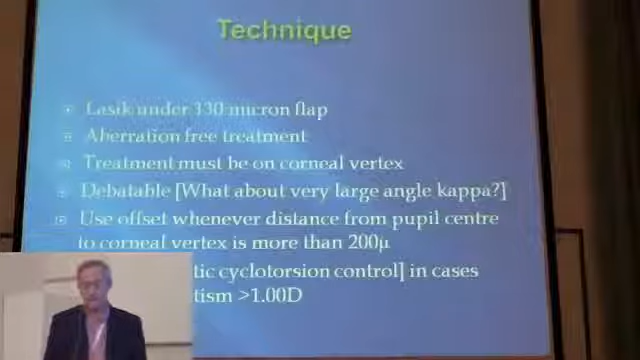 Technique
Lasik under 130 micron flap
Aberration free treatment
Treatment must be on corneal vertex
Debatable [What about very large angle kappa?]
Use offset whenever distance from pupil centre
to corneal vertex is more than 200µ
tic cyclotorsion control] in cases
tism >1.00D